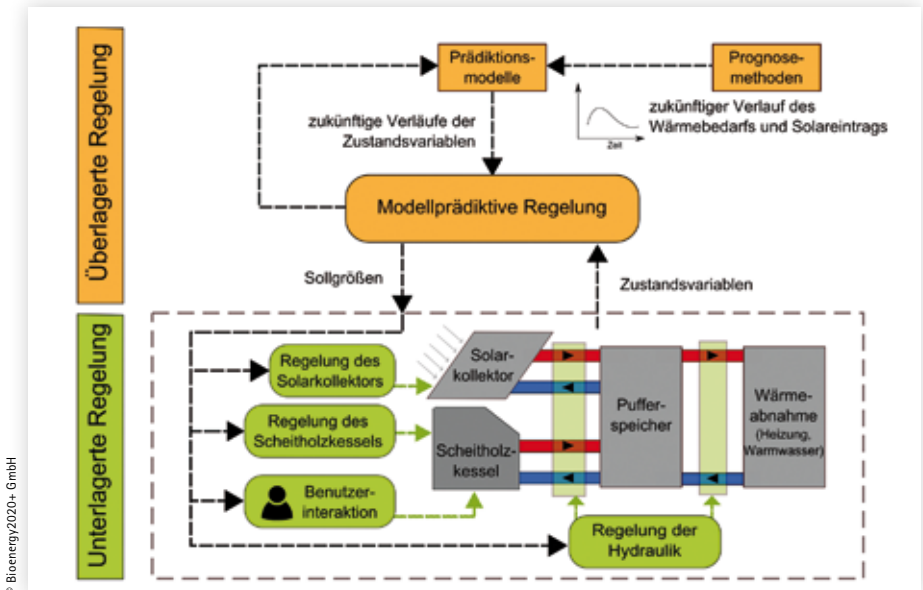 Überlagerte Regelung
Prädiktions-
modelle
Prognose-
methoden
zukünftige Verläufe der
Zustandsvariablen
Zeit
zukünftiger Verlauf des
Wärmebedarfs und Solareintrags
Modellprädiktive Regelung
Sollgrößen
Zustandsvariablen
Unterlagerte Regelung
Regelung des
Solarkollektors
Solar-
kollektor
Regelung des
Scheitholzkessels
Scheitholz-
kessel
Puffer-
speicher
Wärme-
abnahme
(Heizung,
Warmwasser)
Benutzer-
interaktion
Regelung der
Hydraulik
© Bioenergy2020+ GmbH